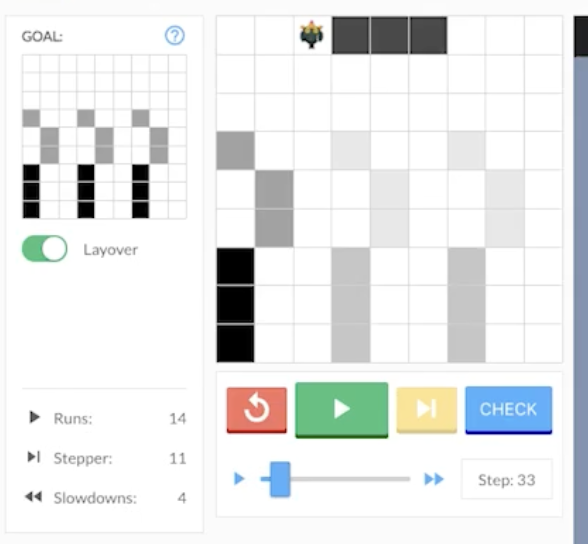 GOAL:
Layover
Runs: 14
Stepper: 11
Slowdowns: 4
CHECK
Step: 33